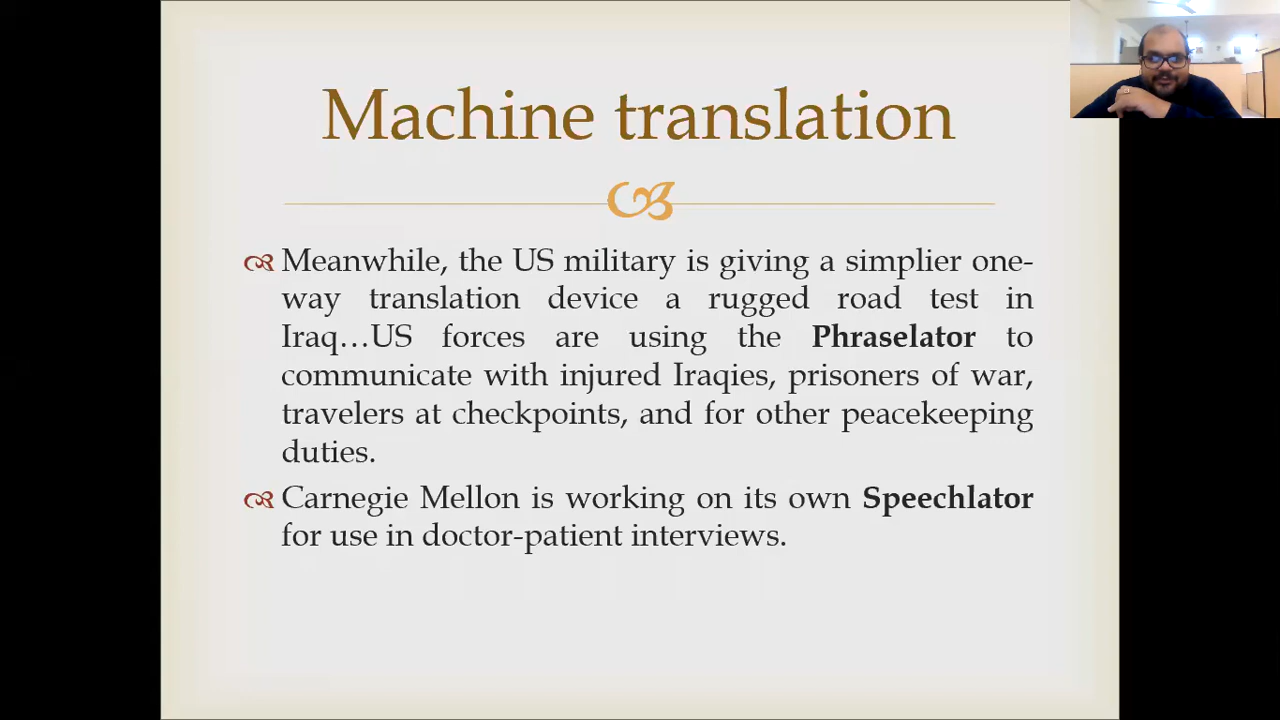 Machine translation
Meanwhile, the US military is giving a simplier one-
way translation device a rugged road test in
Iraq…US forces are using the Phraselator to
communicate with injured Iraqies, prisoners of war,
travelers at checkpoints, and for other peacekeeping
duties.
Carnegie Mellon is working on its own Speechlator
for use in doctor-patient interviews.